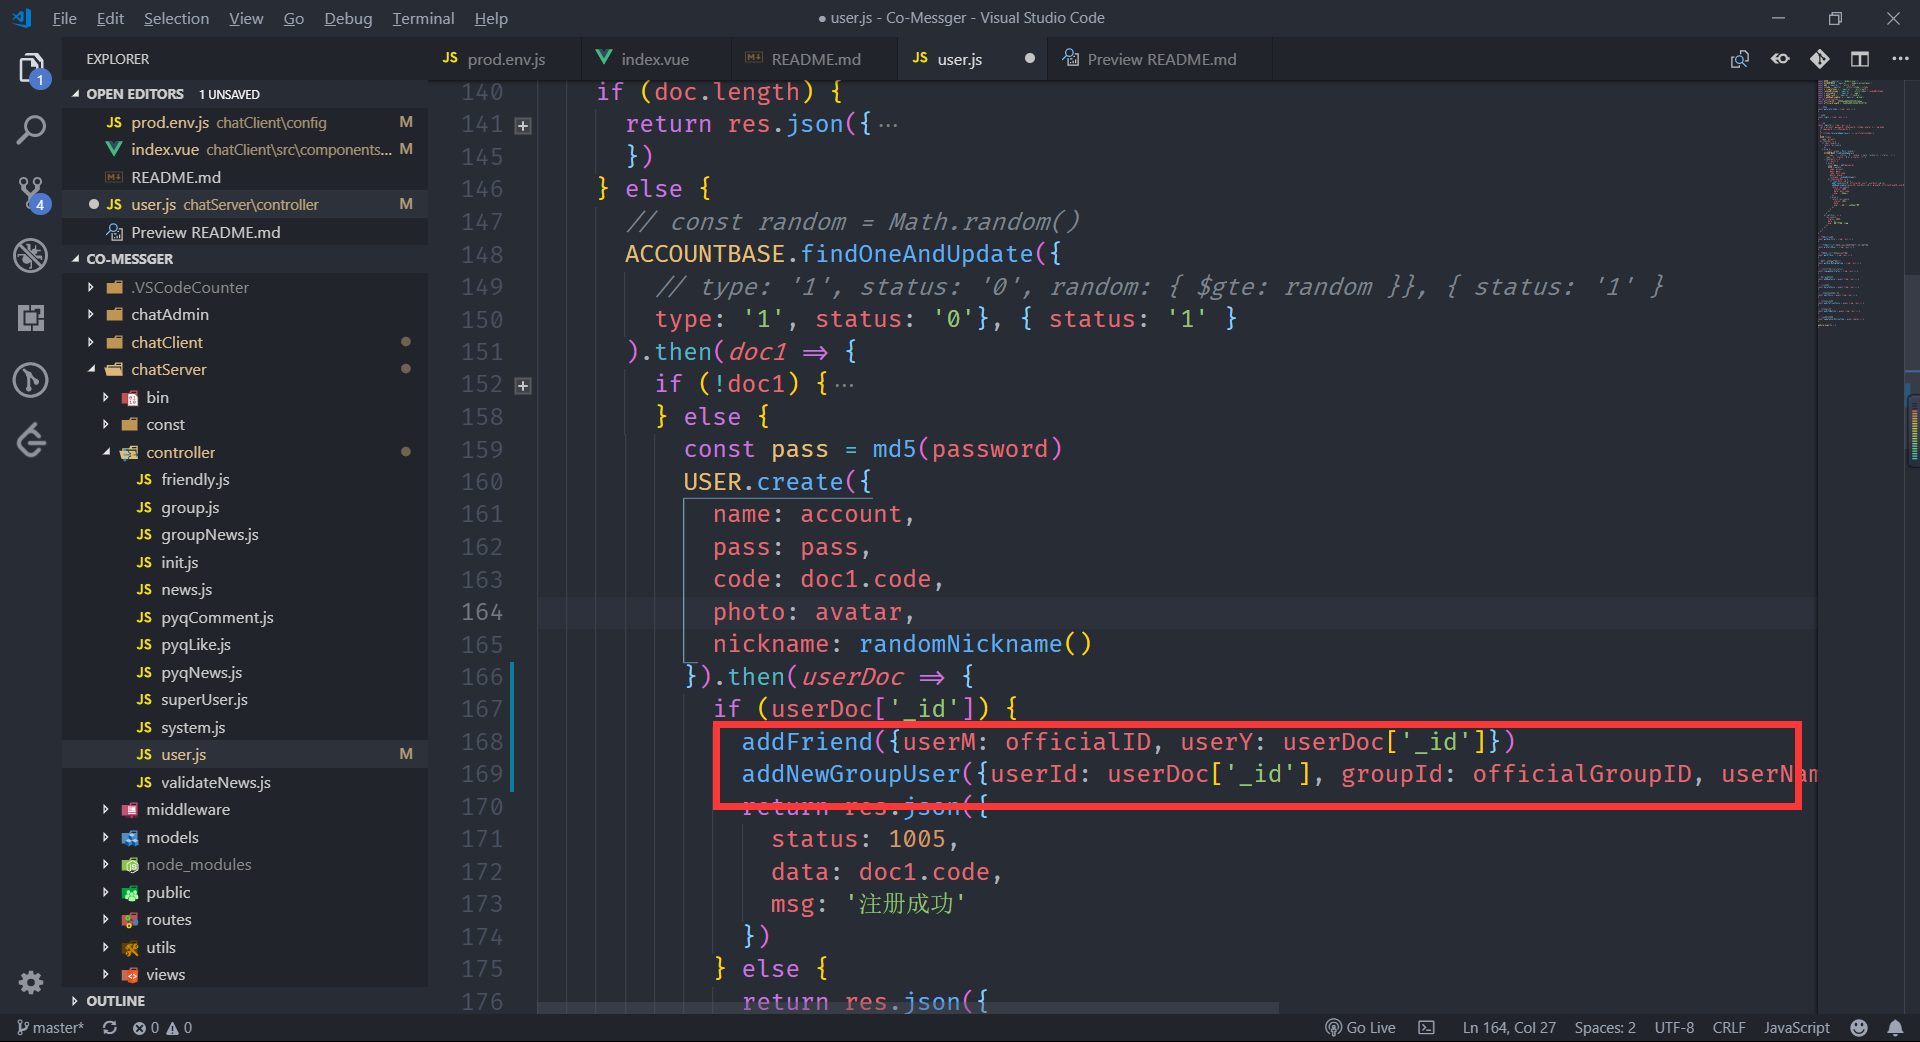 File Edit Selection View Go Debug Terminal Help
● user.js - Co-Messger - Visual Studio Code
EXPLORER
OPEN EDITORS 1 UNSAVED
JS prod.env.js chatClient\config M
index.vue chatClient\src\components... M
README.md
JS user.js chatServer\controller M
Preview README.md
CO-MESSGER
.VSCodeCounter
chatAdmin
chatClient
chatServer
bin
const
controller
JS friendly.js
JS group.js
JS groupNews.js
JS init.js
JS news.js
JS pyqComment.js
JS pyqLike.js
JS pyqNews.js
JS superUser.js
JS system.js
JS user.js M
JS validateNews.js
middleware
models
node_modules
public
routes
utils
views
OUTLINE
1
4
JS prod.env.js index.vue README.md JS user.js Preview README.md
140 if (doc.length) {
141 return res.json({ ...
145 })
146 } else {
147 // const random = Math.random()
148 ACCOUNTBASE.findOneAndUpdate({
149 // type: '1', status: '0', random: { $gte: random }}, { status: '1' }
150 type: '1', status: '0'}, { status: '1' }
151 ).then(doc1 => {
152 if (!doc1) { ...
158 } else {
159 const pass = md5(password)
160 USER.create({
161 name: account,
162 pass: pass,
163 code: doc1.code,
164 photo: avatar,
165 nickname: randomNickname()
166 }).then(userDoc => {
167 if (userDoc['_id']) {
168 addFriend({userM: officialID, userY: userDoc['_id']})
169 addNewGroupUser({userId: userDoc['_id'], groupId: officialGroupID, userNam
170 return res.json({
171 status: 1005,
172 data: doc1.code,
173 msg: '注册成功'
174 })
175 } else {
176 return res.json({
master* 0 0
Go Live Ln 164, Col 27 Spaces: 2 UTF-8 CRLF JavaScript